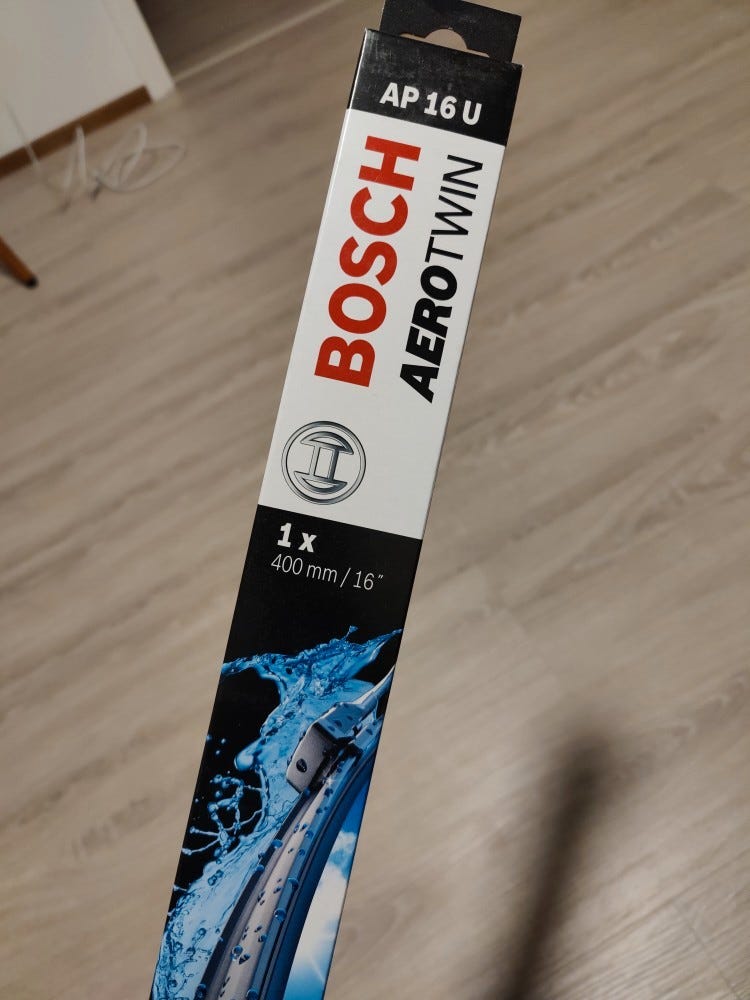 AP 16 U
BOSCH
AEROTWIN
1 x
400 mm / 16"